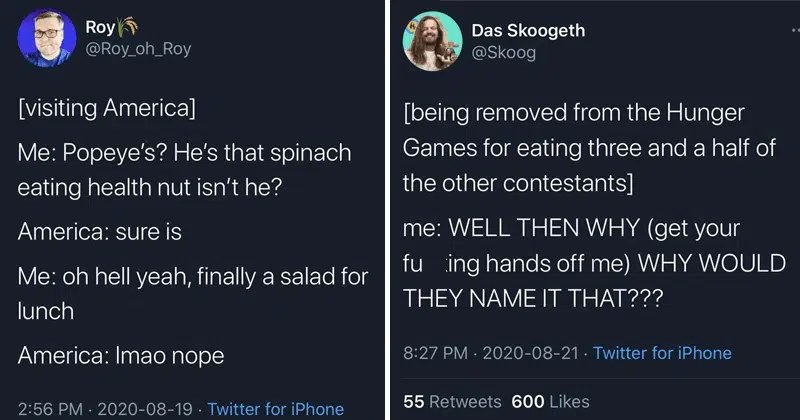 Roy🌾
@Roy_oh_Roy
[visiting America]
Me: Popeye’s? He’s that spinach
eating health nut isn’t he?
America: sure is
Me: oh hell yeah, finally a salad for
lunch
America: lmao nope
2:56 PM · 2020-08-19 · Twitter for iPhone
Das Skoogeth
@Skoog
[being removed from the Hunger
Games for eating three and a half of
the other contestants]
me: WELL THEN WHY (get your
fu ing hands off me) WHY WOULD
THEY NAME IT THAT???
8:27 PM · 2020-08-21 · Twitter for iPhone
55 Retweets 600 Likes